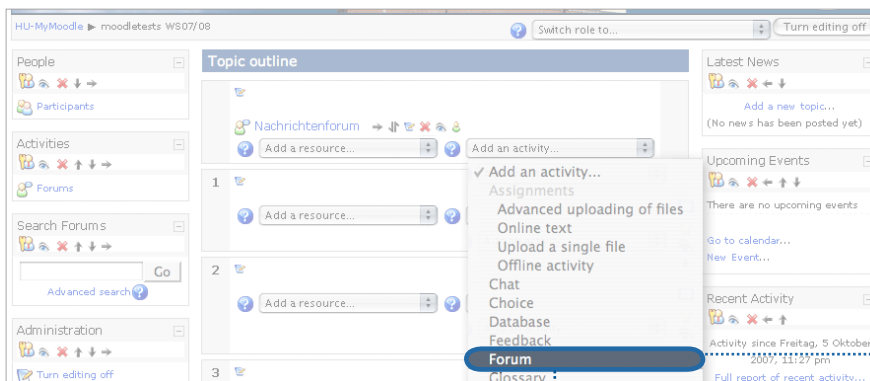 HU-MyMoodle ► moodletests WS07/08
Switch role to...
Turn editing off
People
Participants
Activities
Forums
Search Forums
Go
Advanced search
Administration
Turn editing off
Topic outline
Nachrichtenforum
Add a resource...
Add an activity...
✓ Add an activity...
Assignments
Advanced uploading of files
Online text
Upload a single file
Offline activity
Chat
Choice
Database
Feedback
Forum
Glossary
1
Add a resource...
2
Add a resource...
3
Latest News
Add a new topic...
(No news has been posted yet)
Upcoming Events
There are no upcoming events
Go to calendar...
New Event...
Recent Activity
Activity since Freitag, 5 Oktober
2007, 11:27 pm
Full report of recent activity...